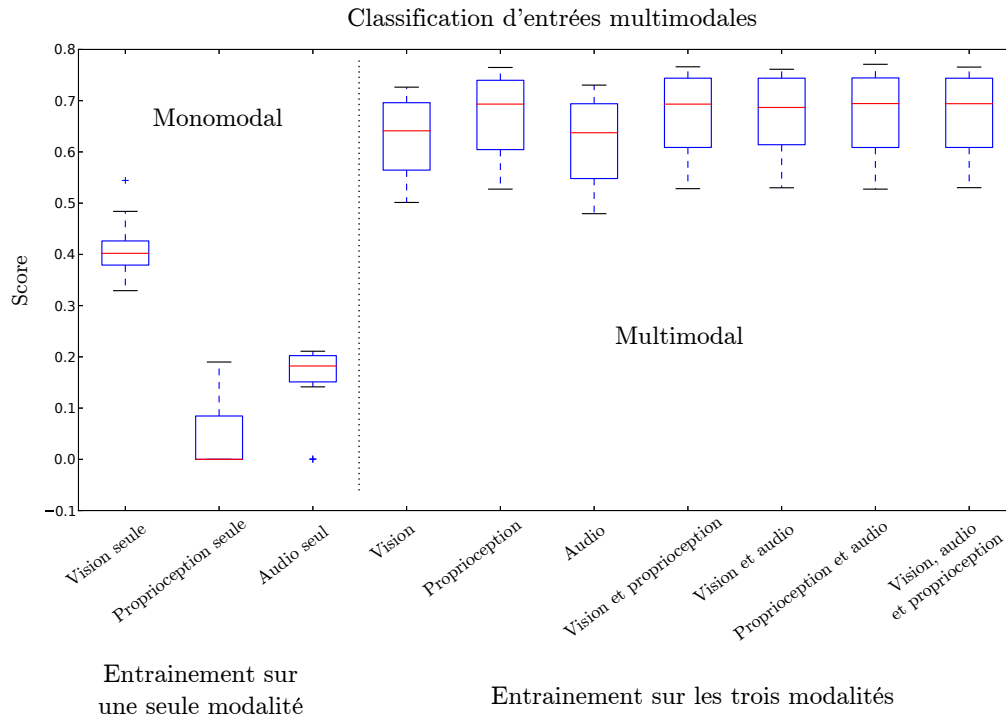 Classification d'entrées multimodales
0.8
0.7
0.6
0.5
0.4
0.3
0.2
0.1
0.0
−0.1
Score
Monomodal
Multimodal
Vision seule
Proprioception seule
Audio seul
Vision
Proprioception
Audio
Vision et proprioception
Vision et audio
Proprioception et audio
Vision, audio
et proprioception
Entrainement sur
une seule modalité
Entrainement sur les trois modalités